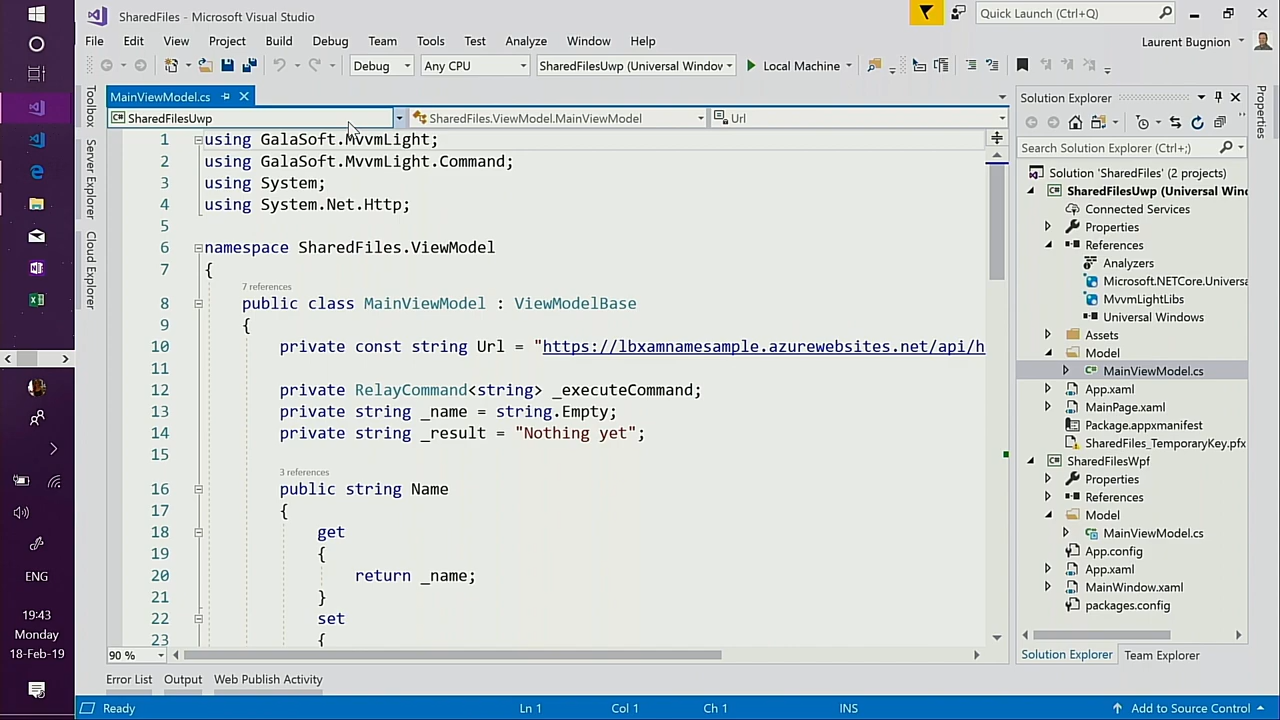 SharedFiles - Microsoft Visual Studio
Quick Launch (Ctrl+Q)
File Edit View Project Build Debug Team Tools Test Analyze Window Help
Laurent Bugnion
Debug Any CPU SharedFilesUwp (Universal Window Local Machine
Toolbox
Server Explorer
Cloud Explorer
MainViewModel.cs
SharedFilesUwp SharedFiles.ViewModel.MainViewModel Url
1 using GalaSoft.MvvmLight;
2 using GalaSoft.MvvmLight.Command;
3 using System;
4 using System.Net.Http;
5
6 namespace SharedFiles.ViewModel
7 {
7 references
8 public class MainViewModel : ViewModelBase
9 {
10 private const string Url = "https://lbxamnamesample.azurewebsites.net/api/h
11
12 private RelayCommand<string> _executeCommand;
13 private string _name = string.Empty;
14 private string _result = "Nothing yet";
15
3 references
16 public string Name
17 {
18 get
19 {
20 return _name;
21 }
22 set
23 {
90 %
Error List Output Web Publish Activity
Ready Ln 1 Col 1 Ch 1 INS Add to Source Control
Solution Explorer
Search Solution Explorer (Ctrl+;)
Solution 'SharedFiles' (2 projects)
SharedFilesUwp (Universal Wind
Connected Services
Properties
References
Analyzers
Microsoft.NETCore.Universa
MvvmLightLibs
Universal Windows
Assets
Model
MainViewModel.cs
App.xaml
MainPage.xaml
Package.appxmanifest
SharedFiles_TemporaryKey.pfx
SharedFilesWpf
Properties
References
Model
MainViewModel.cs
App.config
App.xaml
MainWindow.xaml
packages.config
Solution Explorer Team Explorer
Properties
ENG
19:43
Monday
18-Feb-19